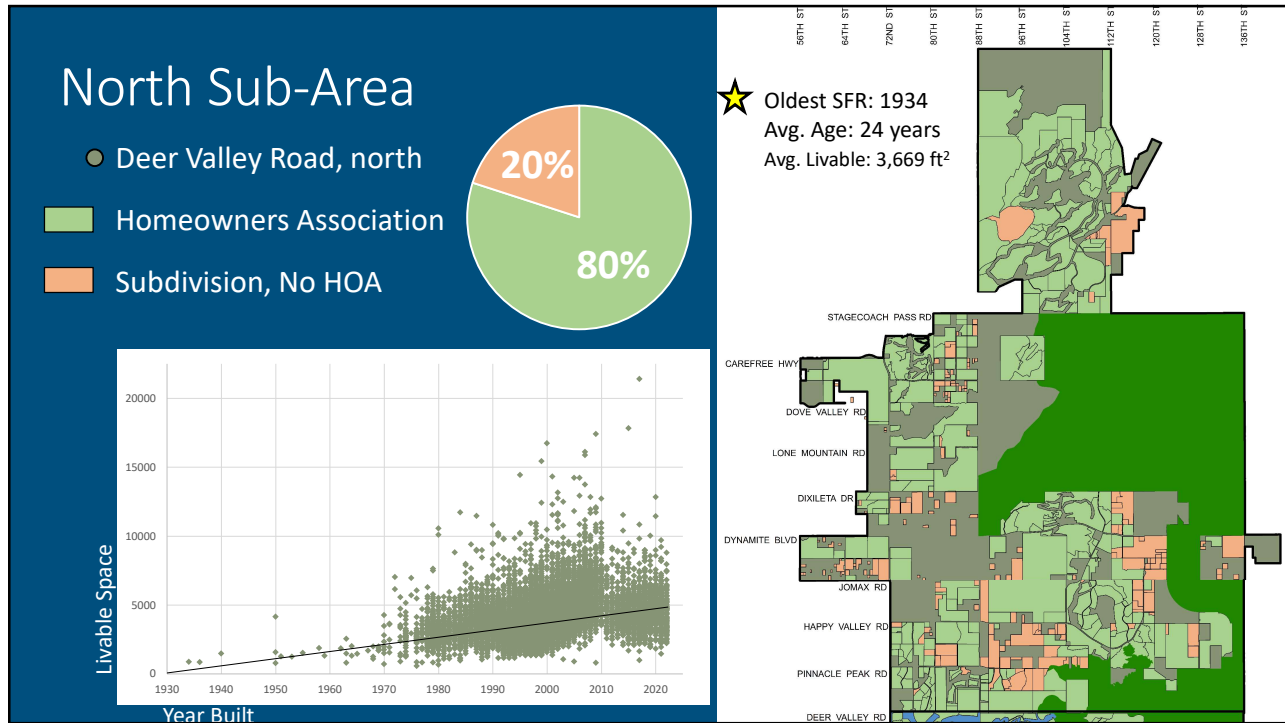 North Sub-Area
Deer Valley Road, north
Homeowners Association
Subdivision, No HOA
20%
80%
Livable Space
20000
15000
10000
5000
0
1930
1940
1950
1960
1970
1980
1990
2000
2010
2020
Year Built
56TH ST
64TH ST
72ND ST
80TH ST
88TH ST
96TH ST
104TH ST
112TH ST
120TH ST
128TH ST
136TH ST
Oldest SFR: 1934
Avg. Age: 24 years
Avg. Livable: 3,669 ft²
STAGECOACH PASS RD
CAREFREE HWY
DOVE VALLEY RD
LONE MOUNTAIN RD
DIXILETA DR
DYNAMITE BLVD
JOMAX RD
HAPPY VALLEY RD
PINNACLE PEAK RD
DEER VALLEY RD